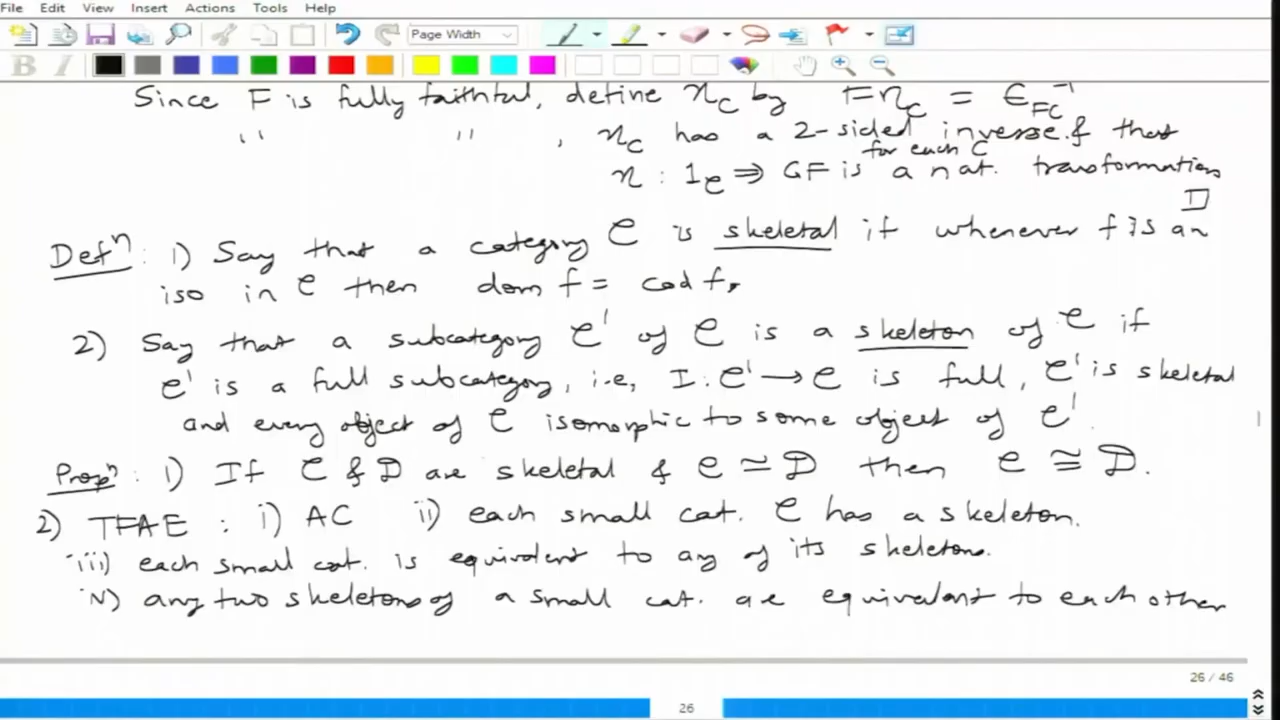 File Edit View Insert Actions Tools Help
Page Width
B I
Since F is fully faithful, define η_C by Fη_C = ε_{FC}^{-1}
" " , η_C has a 2-sided inverse for each C & that
η : 1_C ⇒ GF is a nat. transformation
□
Defⁿ: 1) Say that a category C is skeletal if whenever f is an
iso in C then dom f = cod f.
2) Say that a subcategory C' of C is a skeleton of C if
C' is a full subcategory, i.e, I : C' → C is full, C' is skeletal
and every object of C isomorphic to some object of C'.
Propⁿ: 1) If C & D are skeletal & C ≃ D then C ≅ D.
2) TFAE : i) AC ii) each small cat. C has a skeleton.
iii) each small cat. is equivalent to any of its skeletons.
iv) any two skeletons of a small cat. are equivalent to each other
26 / 46
26